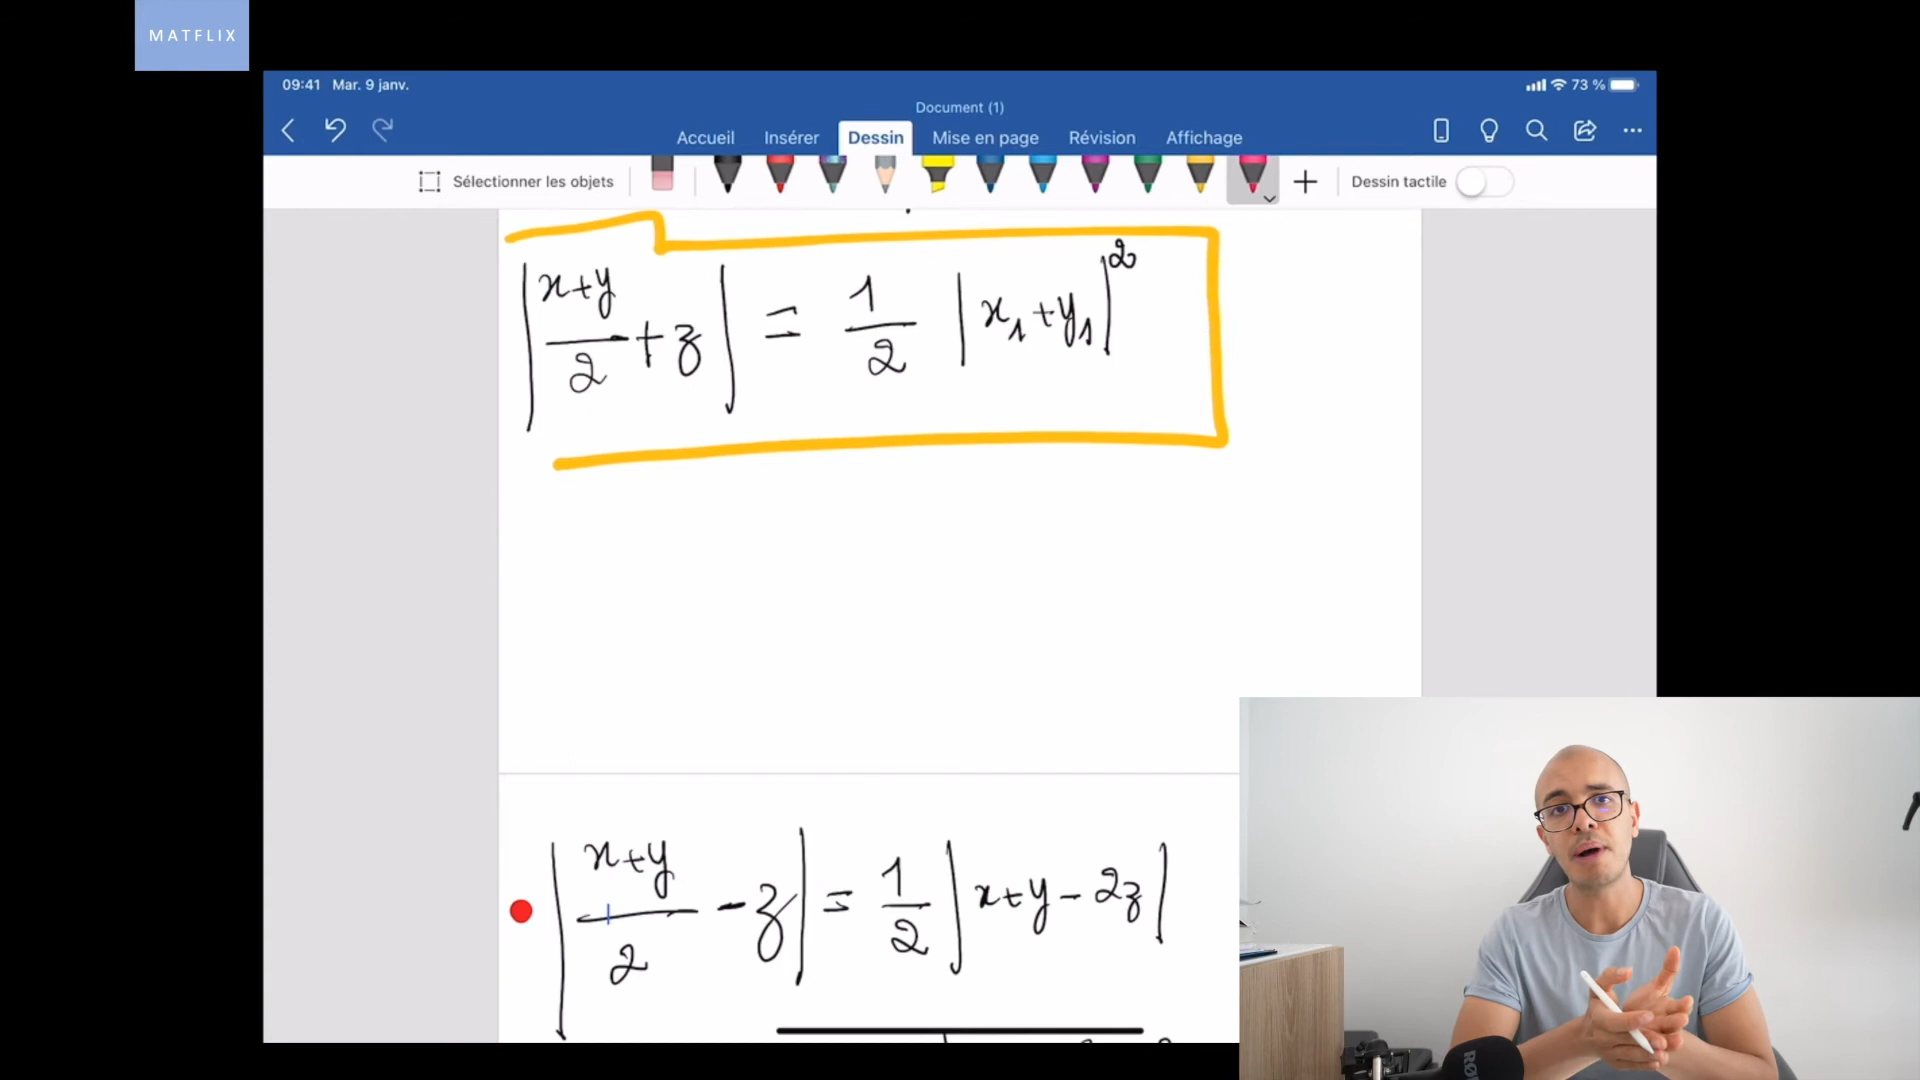 MATFLIX
09:41 Mar. 9 janv.
73 %
Document (1)
Accueil Insérer Dessin Mise en page Révision Affichage
Sélectionner les objets
Dessin tactile
|x+y/2 + z| = 1/2 |x₁+y₁|²
|x+y/2 - z| = 1/2 |x+y-2z|
RØ